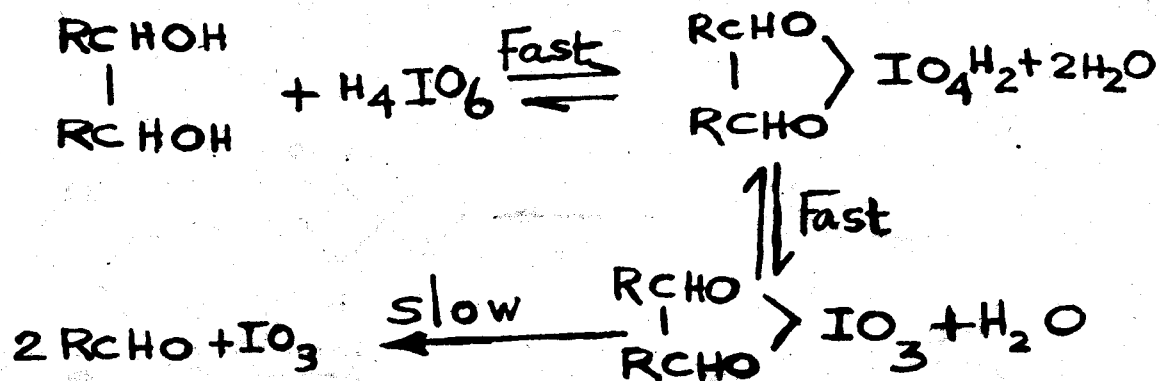 RCHOH
|
RCHOH
+ H₄IO₆ Fast ⇌
RCHO
|
RCHO
> IO₄H₂ + 2H₂O
⇅ Fast
RCHO
|
RCHO
> IO₃ + H₂O
slow ←
2 RCHO + IO₃